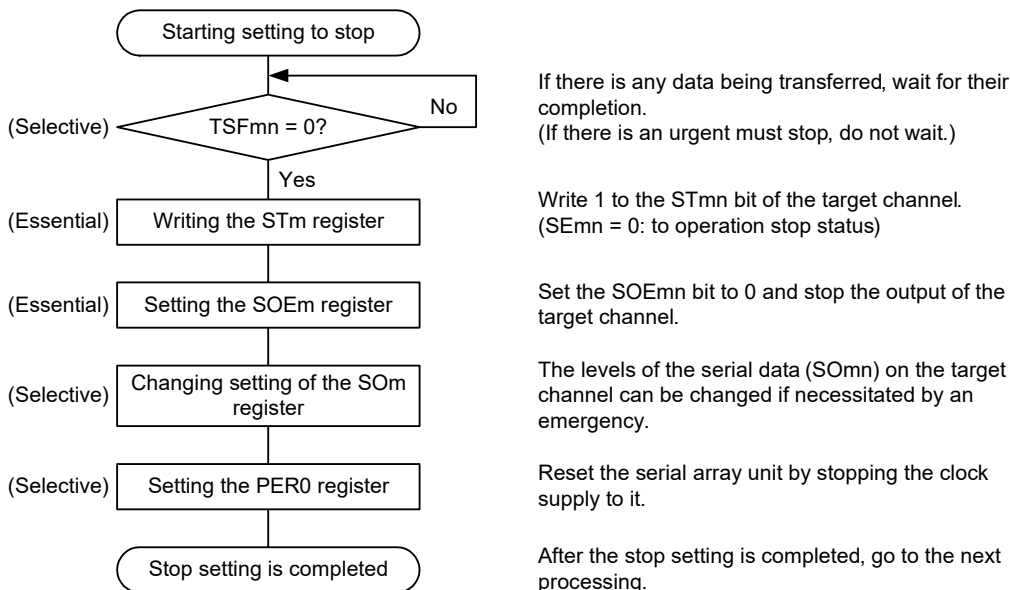 Starting setting to stop
If there is any data being transferred, wait for their
completion.
(If there is an urgent must stop, do not wait.)
No
(Selective)
TSFmn = 0?
Yes
(Essential)
Writing the STm register
Write 1 to the STmn bit of the target channel.
(SEmn = 0: to operation stop status)
(Essential)
Setting the SOEm register
Set the SOEmn bit to 0 and stop the output of the
target channel.
(Selective)
Changing setting of the SOm
register
The levels of the serial data (SOmn) on the target
channel can be changed if necessitated by an
emergency.
(Selective)
Setting the PER0 register
Reset the serial array unit by stopping the clock
supply to it.
Stop setting is completed
After the stop setting is completed, go to the next
processing.